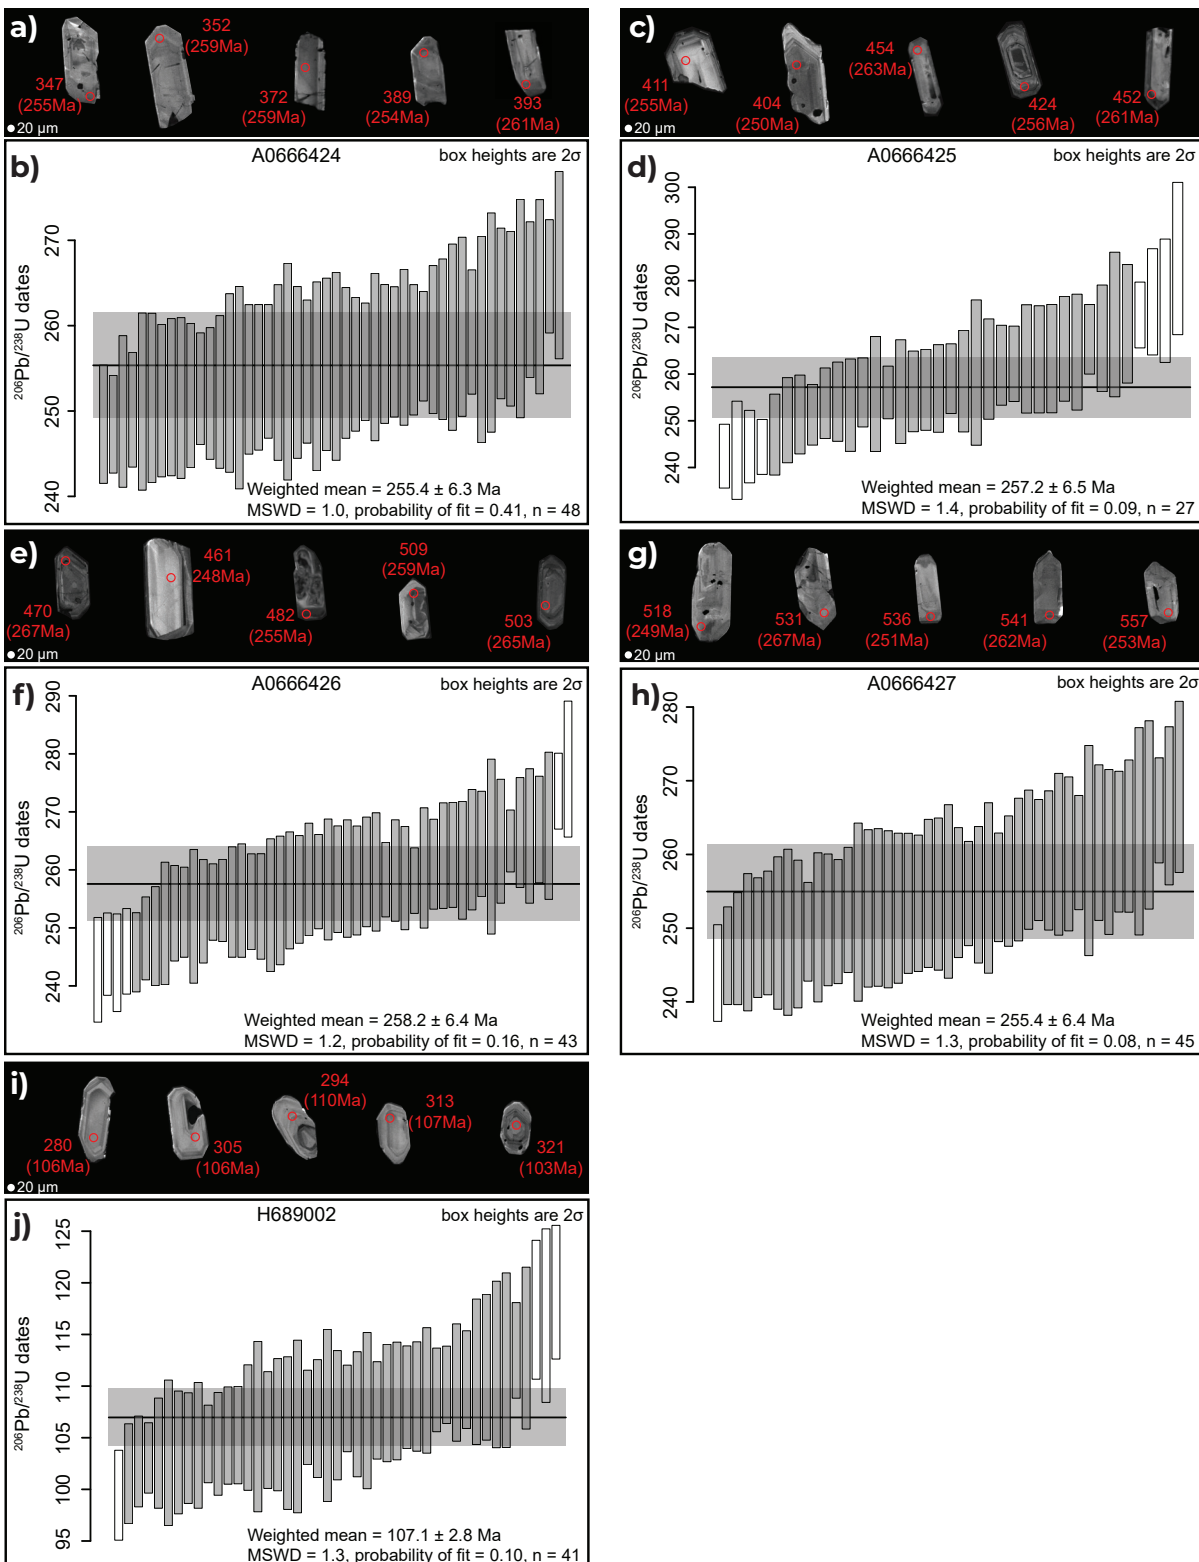 a)
352
(259Ma)
347
(255Ma)
372
(259Ma)
389
(254Ma)
393
(261Ma)
20 µm
b)
A0666424
box heights are 2σ
²⁰⁶Pb/²³⁸U dates
270
260
250
240
Weighted mean = 255.4 ± 6.3 Ma
MSWD = 1.0, probability of fit = 0.41, n = 48
c)
454
(263Ma)
411
(255Ma)
404
(250Ma)
424
(256Ma)
452
(261Ma)
20 µm
d)
A0666425
box heights are 2σ
²⁰⁶Pb/²³⁸U dates
300
290
280
270
260
250
240
Weighted mean = 257.2 ± 6.5 Ma
MSWD = 1.4, probability of fit = 0.09, n = 27
e)
461
248Ma)
509
(259Ma)
470
(267Ma)
482
(255Ma)
503
(265Ma)
20 µm
f)
A0666426
box heights are 2σ
²⁰⁶Pb/²³⁸U dates
290
280
270
260
250
240
Weighted mean = 258.2 ± 6.4 Ma
MSWD = 1.2, probability of fit = 0.16, n = 43
g)
518
(249Ma)
531
(267Ma)
536
(251Ma)
541
(262Ma)
557
(253Ma)
20 µm
h)
A0666427
box heights are 2σ
²⁰⁶Pb/²³⁸U dates
280
270
260
250
240
Weighted mean = 255.4 ± 6.4 Ma
MSWD = 1.3, probability of fit = 0.08, n = 45
i)
294
(110Ma)
313
(107Ma)
280
(106Ma)
305
(106Ma)
321
(103Ma)
20 µm
j)
H689002
box heights are 2σ
²⁰⁶Pb/²³⁸U dates
125
120
115
110
105
100
95
Weighted mean = 107.1 ± 2.8 Ma
MSWD = 1.3, probability of fit = 0.10, n = 41